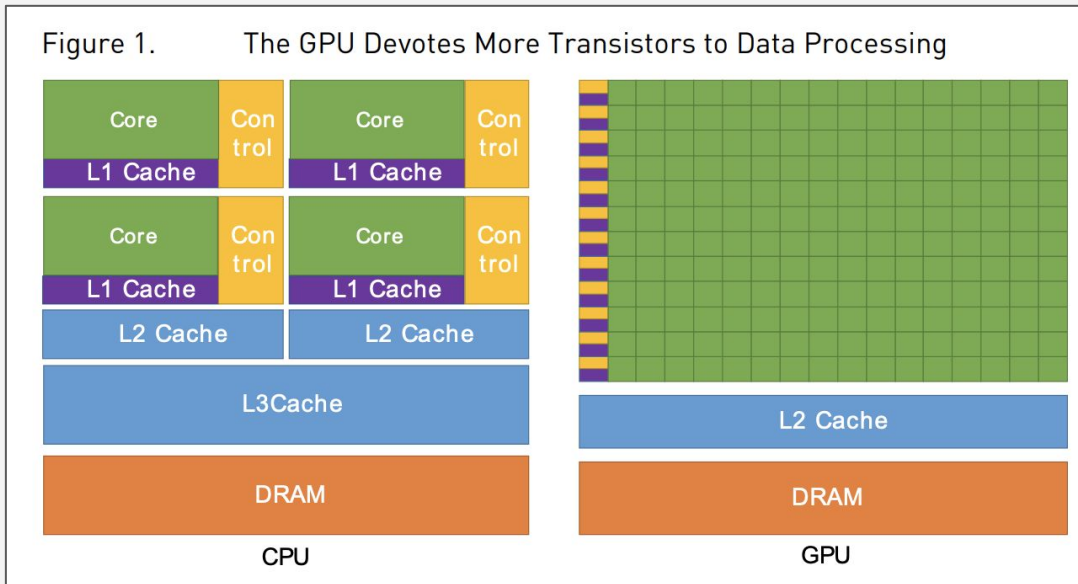 Figure 1. The GPU Devotes More Transistors to Data Processing
Core
Con
trol
L1 Cache
Core
Con
trol
L1 Cache
Core
Con
trol
L1 Cache
Core
Con
trol
L1 Cache
L2 Cache
L2 Cache
L3Cache
DRAM
CPU
L2 Cache
DRAM
GPU